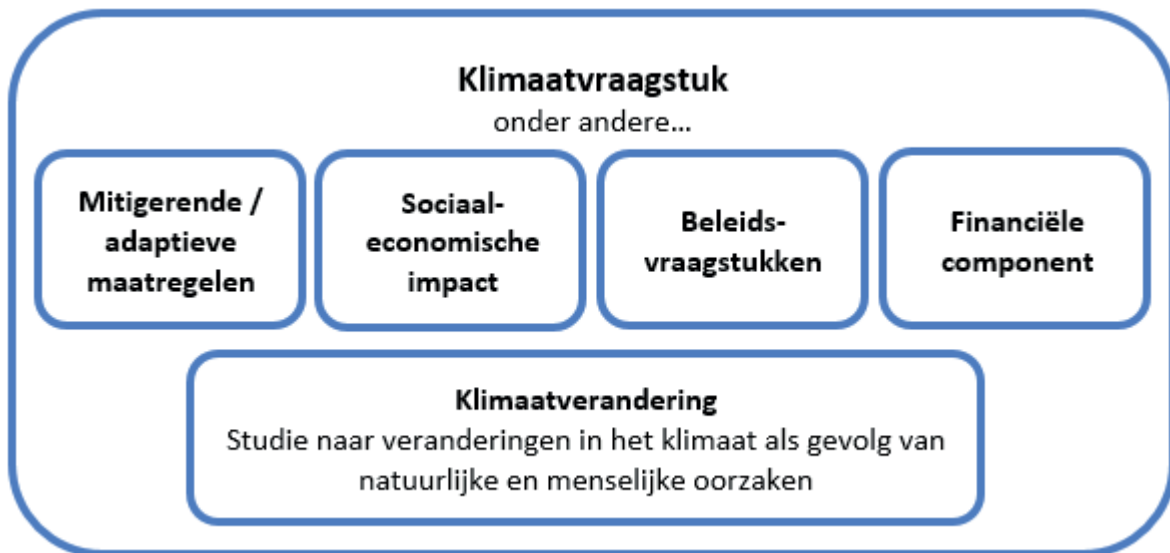 Klimaatvraagstuk
onder andere...
Mitigerende /
adaptieve
maatregelen
Sociaal-
economische
impact
Beleids-
vraagstukken
Financiële
component
Klimaatverandering
Studie naar veranderingen in het klimaat als gevolg van
natuurlijke en menselijke oorzaken